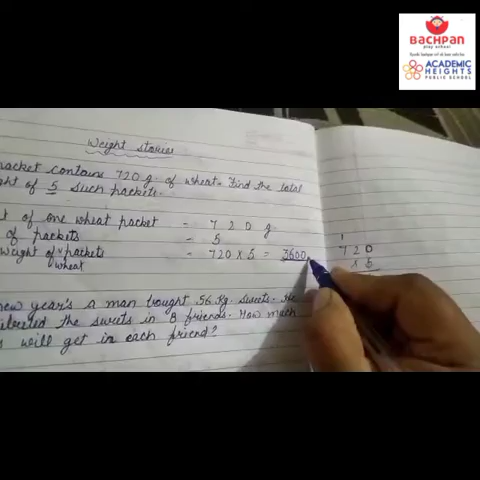 BACHPAN
play school
ACADEMIC
HEIGHTS
PUBLIC SCHOOL
Weight stories
packet contains 720 g of wheat. Find the total
ght of 5 such packets.
t of one wheat packet = 7 2 0 g
of packets = 5
weight of packets = 720 x 5 = 3600
wheat
1
7 2 0
x 5
new year's a man bought 56 Kg. sweets. He
the sweets in 8 friends. How much
will get in each friend?